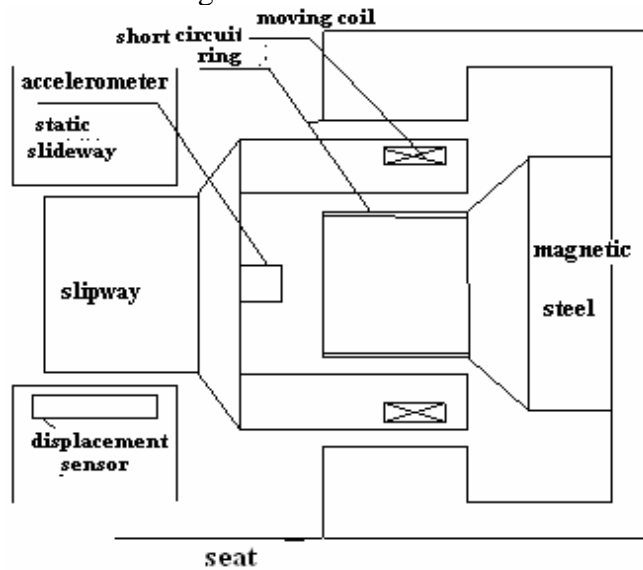 moving coil
short circuit
ring
accelerometer
static
slideway
slipway
magnetic
steel
displacement
sensor
seat